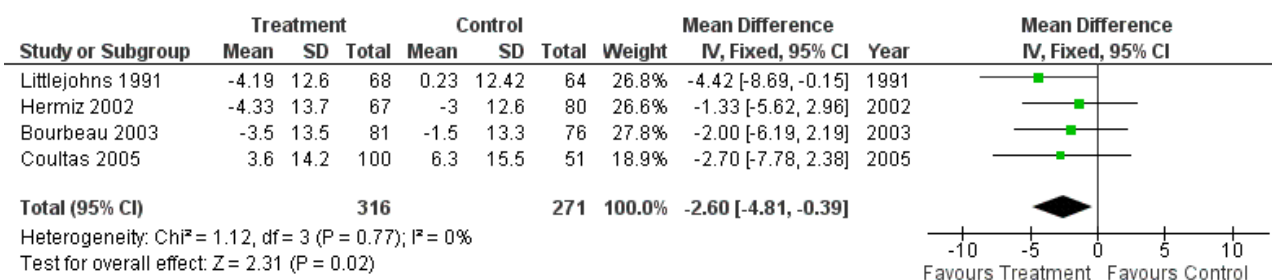 Treatment Control Mean Difference Mean Difference
Study or Subgroup Mean SD Total Mean SD Total Weight IV, Fixed, 95% CI Year IV, Fixed, 95% CI
Littlejohns 1991 -4.19 12.6 68 0.23 12.42 64 26.8% -4.42 [-8.69, -0.15] 1991
Hermiz 2002 -4.33 13.7 67 -3 12.6 80 26.6% -1.33 [-5.62, 2.96] 2002
Bourbeau 2003 -3.5 13.5 81 -1.5 13.3 76 27.8% -2.00 [-6.19, 2.19] 2003
Coultas 2005 3.6 14.2 100 6.3 15.5 51 18.9% -2.70 [-7.78, 2.38] 2005
Total (95% CI) 316 271 100.0% -2.60 [-4.81, -0.39]
Heterogeneity: Chi² = 1.12, df = 3 (P = 0.77); I² = 0%
Test for overall effect: Z = 2.31 (P = 0.02)
-10 -5 0 5 10
Favours Treatment Favours Control